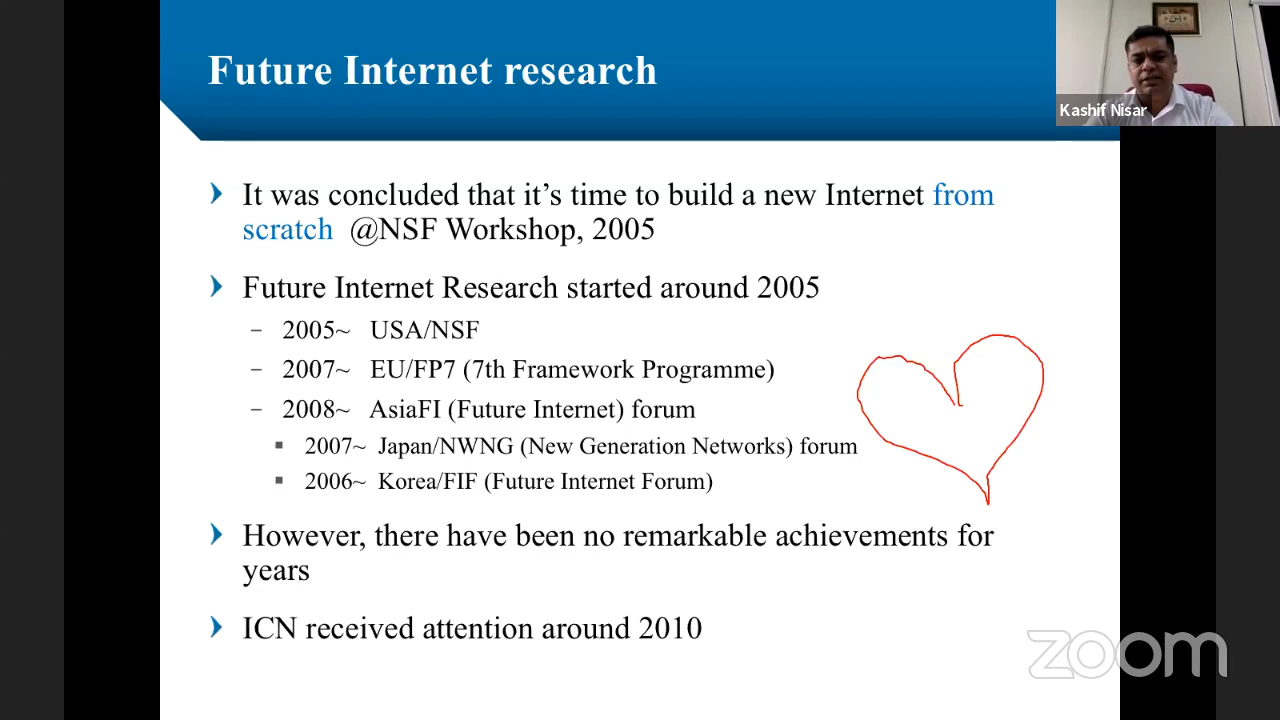 Future Internet research
Kashif Nisar
It was concluded that it’s time to build a new Internet from
scratch @NSF Workshop, 2005
Future Internet Research started around 2005
– 2005~ USA/NSF
– 2007~ EU/FP7 (7th Framework Programme)
– 2008~ AsiaFI (Future Internet) forum
▪ 2007~ Japan/NWNG (New Generation Networks) forum
▪ 2006~ Korea/FIF (Future Internet Forum)
However, there have been no remarkable achievements for
years
ICN received attention around 2010
zoom